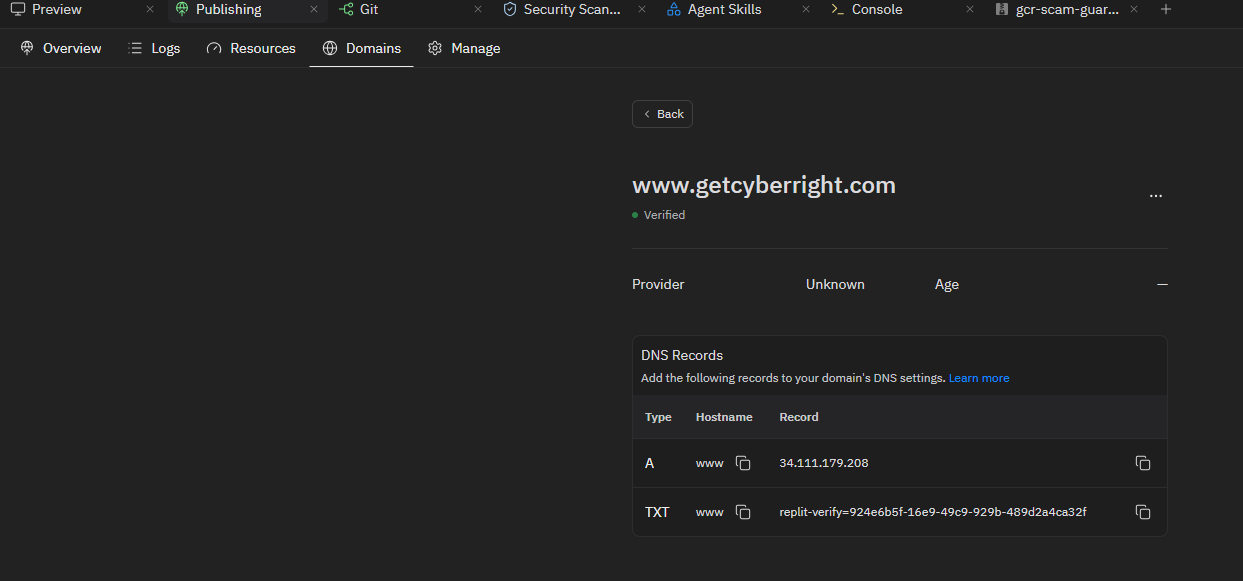 Preview
Publishing
Git
Security Scan...
Agent Skills
Console
gcr-scam-guar...
Overview
Logs
Resources
Domains
Manage
Back
www.getcyberright.com
Verified
Provider Unknown Age —
DNS Records
Add the following records to your domain's DNS settings. Learn more
Type Hostname Record
A www 34.111.179.208
TXT www replit-verify=924e6b5f-16e9-49c9-929b-489d2a4ca32f